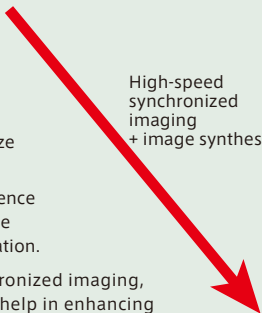 High-speed
synchronized
imaging
+ image synthes
ze
ence
e
ation.
ronized imaging,
help in enhancing